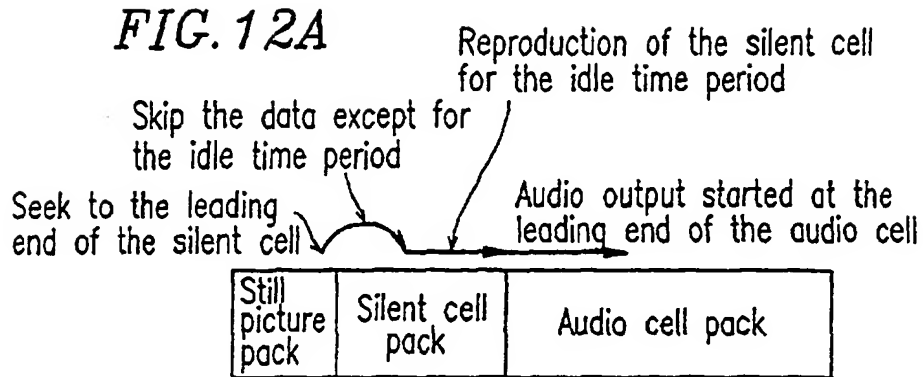 FIG. 12A
Reproduction of the silent cell
for the idle time period
Skip the data except for
the idle time period
Seek to the leading
end of the silent cell
Audio output started at the
leading end of the audio cell
Still
picture
pack
Silent cell
pack
Audio cell pack